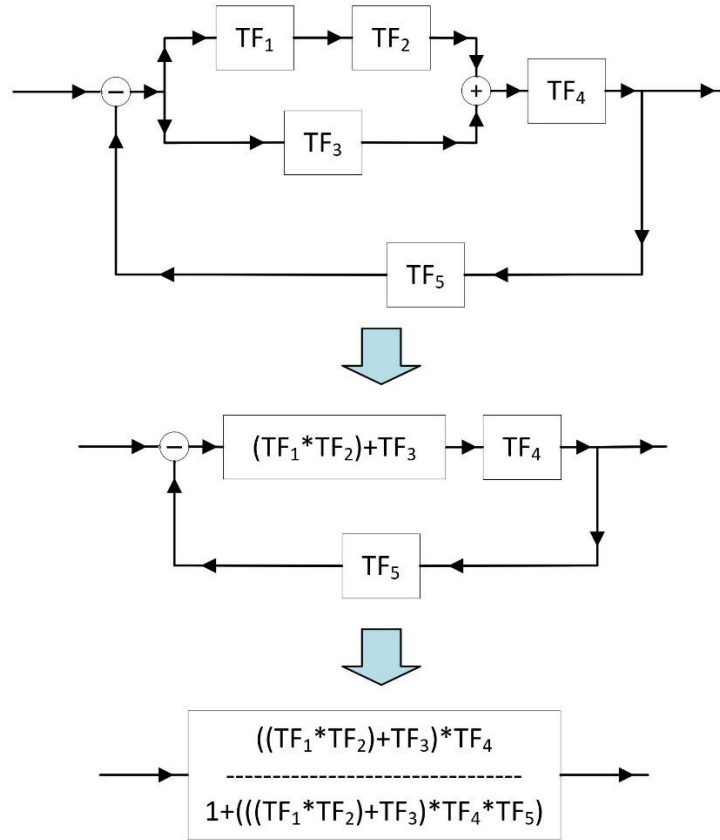 TF₁ TF₂
− + TF₄
TF₃
TF₅
− (TF₁*TF₂)+TF₃ TF₄
TF₅
((TF₁*TF₂)+TF₃)*TF₄
--------------------------------
1+(((TF₁*TF₂)+TF₃)*TF₄*TF₅)